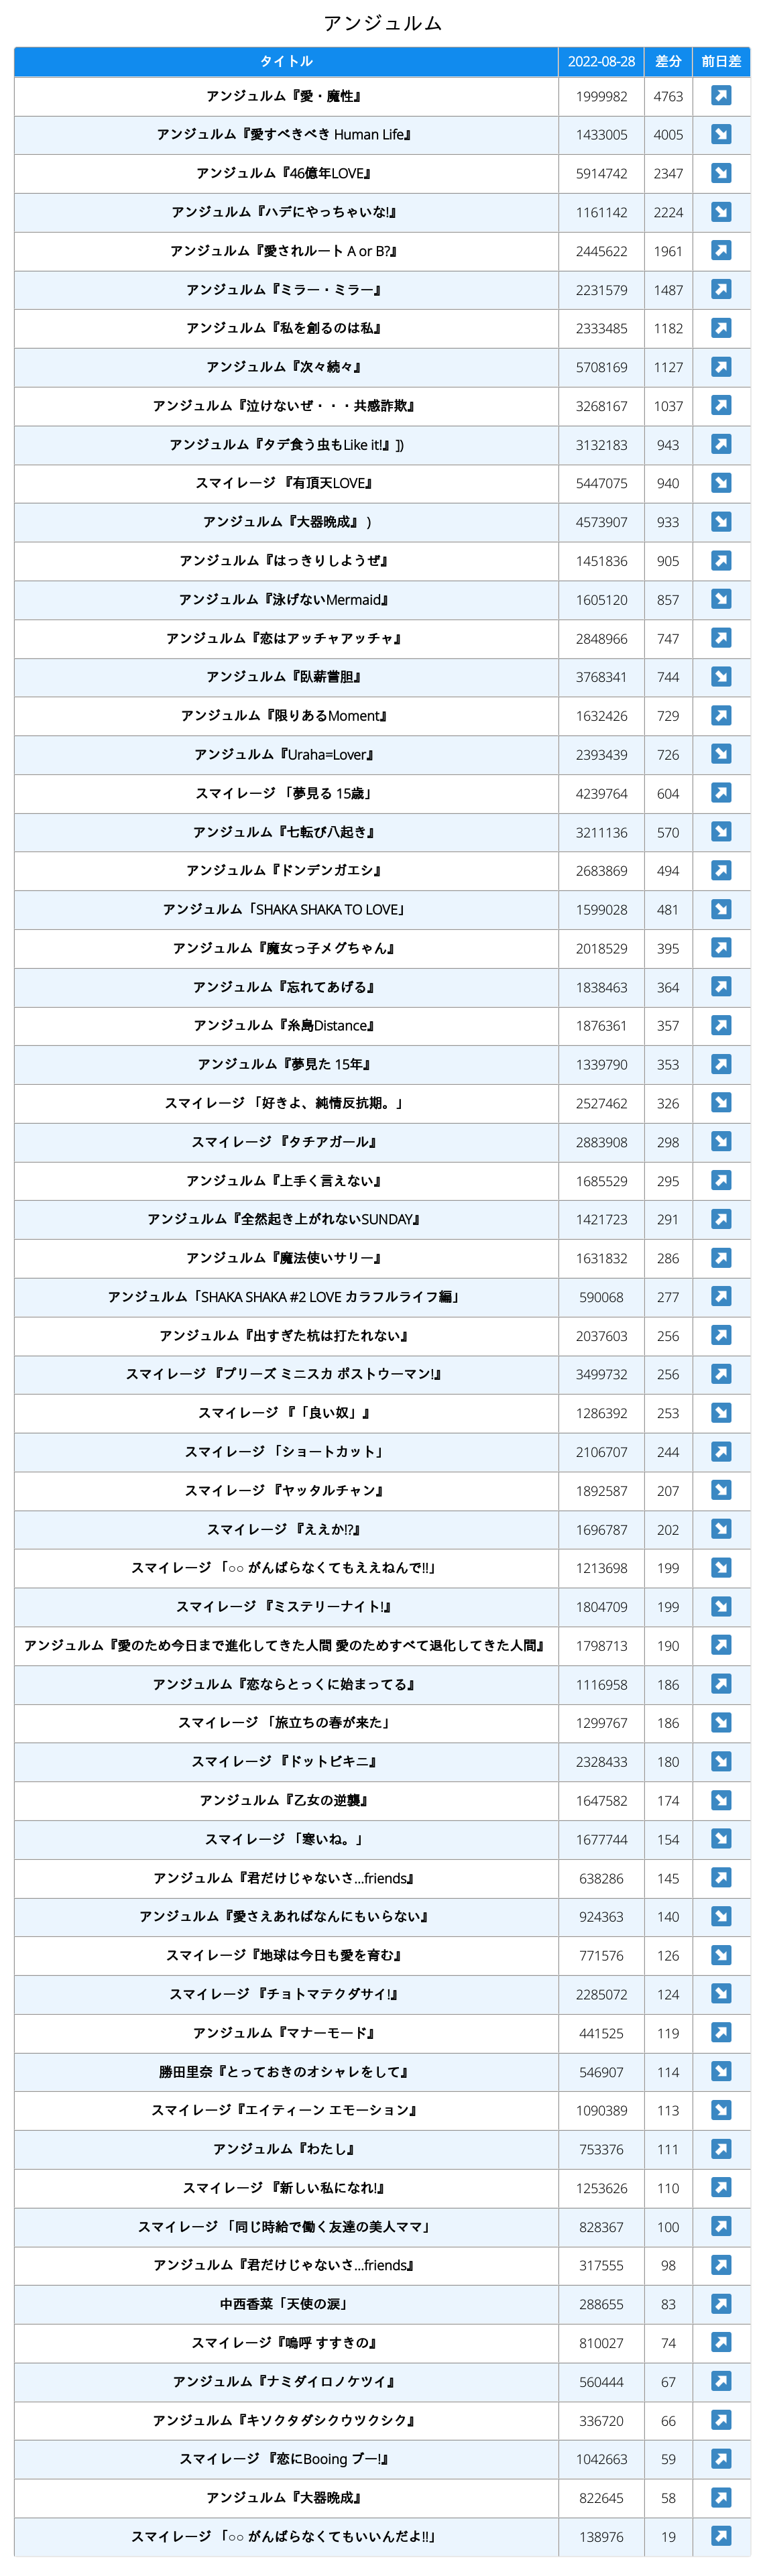 アンジュルム
タイトル 2022-08-28 差分 前日差
アンジュルム『愛・魔性』 1999982 4763 ↗
アンジュルム『愛すべきべき Human Life』 1433005 4005 ↘
アンジュルム『46億年LOVE』 5914742 2347 ↘
アンジュルム『ハデにやっちゃいな!』 1161142 2224 ↘
アンジュルム『愛されルート A or B?』 2445622 1961 ↗
アンジュルム『ミラー・ミラー』 2231579 1487 ↗
アンジュルム『私を創るのは私』 2333485 1182 ↗
アンジュルム『次々続々』 5708169 1127 ↗
アンジュルム『泣けないぜ・・・共感詐欺』 3268167 1037 ↗
アンジュルム『タデ食う虫もLike it!』]) 3132183 943 ↗
スマイレージ 『有頂天LOVE』 5447075 940 ↘
アンジュルム『大器晩成』 ) 4573907 933 ↘
アンジュルム『はっきりしようぜ』 1451836 905 ↗
アンジュルム『泳げないMermaid』 1605120 857 ↘
アンジュルム『恋はアッチャアッチャ』 2848966 747 ↗
アンジュルム『臥薪嘗胆』 3768341 744 ↘
アンジュルム『限りあるMoment』 1632426 729 ↗
アンジュルム『Uraha=Lover』 2393439 726 ↘
スマイレージ 「夢見る 15歳」 4239764 604 ↗
アンジュルム『七転び八起き』 3211136 570 ↘
アンジュルム『ドンデンガエシ』 2683869 494 ↗
アンジュルム「SHAKA SHAKA TO LOVE」 1599028 481 ↘
アンジュルム『魔女っ子メグちゃん』 2018529 395 ↗
アンジュルム『忘れてあげる』 1838463 364 ↗
アンジュルム『糸島Distance』 1876361 357 ↗
アンジュルム『夢見た 15年』 1339790 353 ↗
スマイレージ 「好きよ、純情反抗期。」 2527462 326 ↘
スマイレージ 『タチアガール』 2883908 298 ↘
アンジュルム『上手く言えない』 1685529 295 ↗
アンジュルム『全然起き上がれないSUNDAY』 1421723 291 ↗
アンジュルム『魔法使いサリー』 1631832 286 ↗
アンジュルム「SHAKA SHAKA #2 LOVE カラフルライフ編」 590068 277 ↗
アンジュルム『出すぎた杭は打たれない』 2037603 256 ↗
スマイレージ 『プリーズ ミニスカ ポストウーマン!』 3499732 256 ↗
スマイレージ 『「良い奴」』 1286392 253 ↘
スマイレージ 「ショートカット」 2106707 244 ↗
スマイレージ 『ヤッタルチャン』 1892587 207 ↘
スマイレージ 『ええか!?』 1696787 202 ↘
スマイレージ 「○○ がんばらなくてもええねんで!!」 1213698 199 ↘
スマイレージ 『ミステリーナイト!』 1804709 199 ↘
アンジュルム『愛のため今日まで進化してきた人間 愛のためすべて退化してきた人間』 1798713 190 ↗
アンジュルム『恋ならとっくに始まってる』 1116958 186 ↗
スマイレージ 「旅立ちの春が来た」 1299767 186 ↘
スマイレージ 『ドットビキニ』 2328433 180 ↘
アンジュルム『乙女の逆襲』 1647582 174 ↘
スマイレージ 「寒いね。」 1677744 154 ↘
アンジュルム『君だけじゃないさ...friends』 638286 145 ↗
アンジュルム『愛さえあればなんにもいらない』 924363 140 ↘
スマイレージ『地球は今日も愛を育む』 771576 126 ↘
スマイレージ 『チョトマテクダサイ!』 2285072 124 ↘
アンジュルム『マナーモード』 441525 119 ↗
勝田里奈『とっておきのオシャレをして』 546907 114 ↘
スマイレージ『エイティーン エモーション』 1090389 113 ↘
アンジュルム『わたし』 753376 111 ↗
スマイレージ 『新しい私になれ!』 1253626 110 ↗
スマイレージ 「同じ時給で働く友達の美人ママ」 828367 100 ↗
アンジュルム『君だけじゃないさ...friends』 317555 98 ↗
中西香菜「天使の涙」 288655 83 ↗
スマイレージ『嗚呼 すすきの』 810027 74 ↗
アンジュルム『ナミダイロノケツイ』 560444 67 ↗
アンジュルム『キソクタダシクウツクシク』 336720 66 ↗
スマイレージ 『恋にBooing ブー!』 1042663 59 ↗
アンジュルム『大器晩成』 822645 58 ↗
スマイレージ 「○○ がんばらなくてもいいんだよ!!」 138976 19 ↗